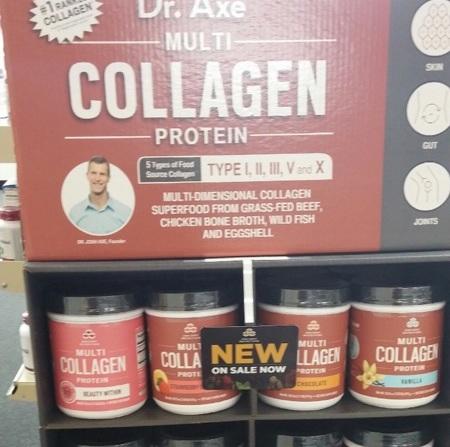 #1 RANKED
COLLAGEN
Dr. Axe
MULTI
COLLAGEN
PROTEIN
5 Types of Food
Source Collagen
TYPE I, II, III, V and X
MULTI-DIMENSIONAL COLLAGEN
SUPERFOOD FROM GRASS-FED BEEF,
CHICKEN BONE BROTH, WILD FISH
AND EGGSHELL
DR. JOSH AXE, Founder
SKIN
GUT
JOINTS
MULTI
COLLAGEN
PROTEIN
BEAUTY WITHIN
MULTI
COLLA
PROTEIN
NEW
ON SALE NOW
MULTI
LLAGEN
PROTEIN
CHOCOLATE
MULTI
COLLAGEN
PROTEIN
VANILLA